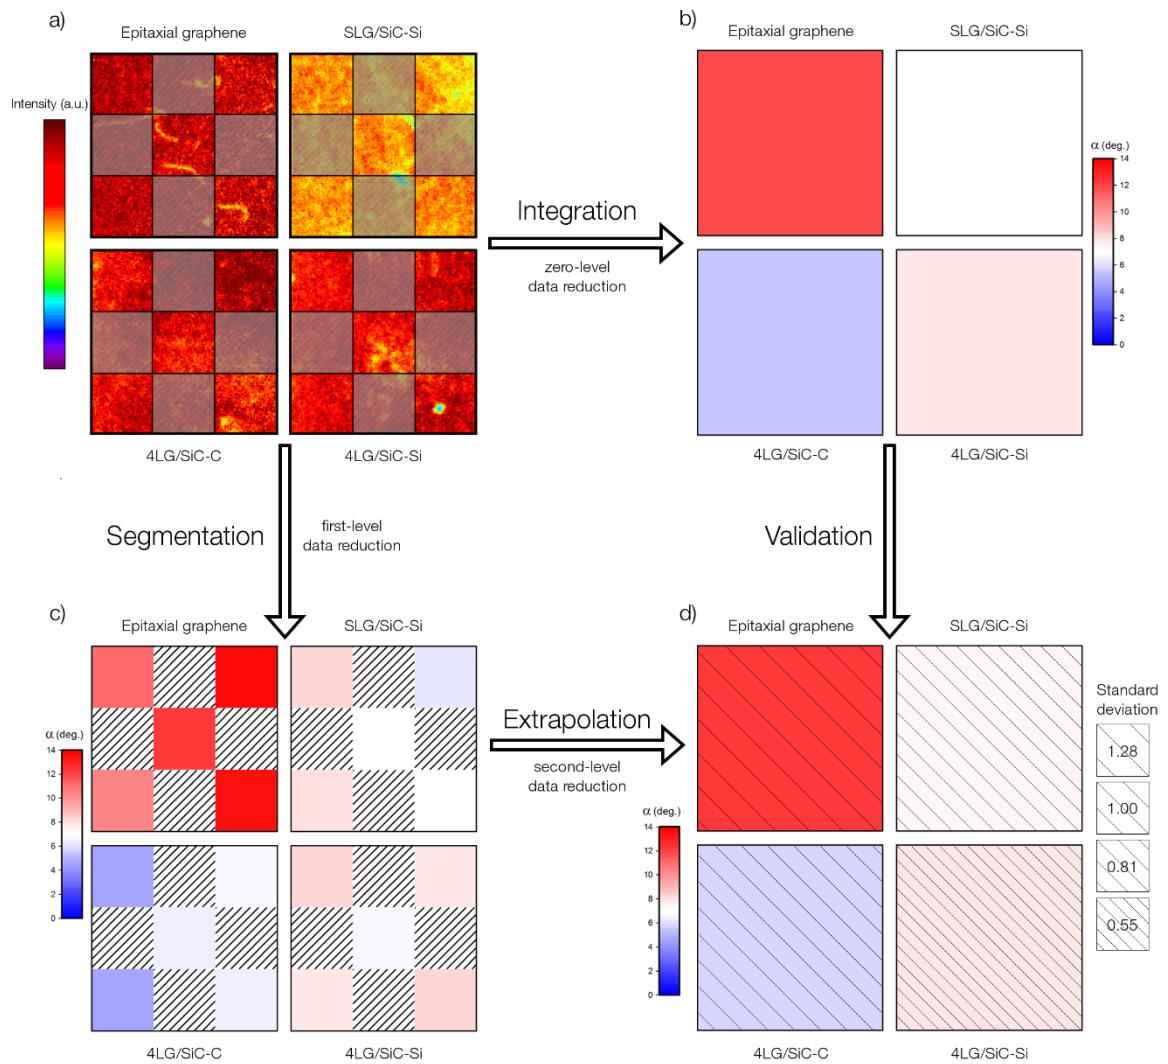 a)
Epitaxial graphene
SLG/SiC-Si
Intensity (a.u.)
4LG/SiC-C
4LG/SiC-Si
Integration
zero-level
data reduction
b)
Epitaxial graphene
SLG/SiC-Si
α (deg.)
14
12
10
8
6
4
2
0
4LG/SiC-C
4LG/SiC-Si
Segmentation
first-level
data reduction
Validation
c)
Epitaxial graphene
SLG/SiC-Si
α (deg.)
14
12
10
8
6
4
2
0
4LG/SiC-C
4LG/SiC-Si
Extrapolation
second-level
data reduction
d)
Epitaxial graphene
SLG/SiC-Si
α (deg.)
14
12
10
8
6
4
2
0
4LG/SiC-C
4LG/SiC-Si
Standard
deviation
1.28
1.00
0.81
0.55